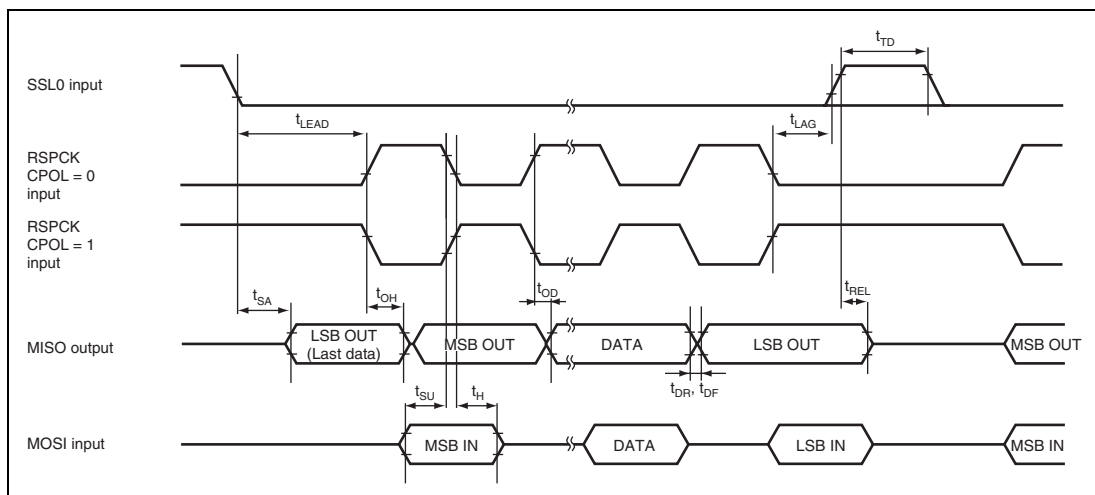 tTD
SSL0 input
tLEAD
tLAG
RSPCK
CPOL = 0
input
RSPCK
CPOL = 1
input
tSA
tOH
tOD
tREL
MISO output
LSB OUT
(Last data)
MSB OUT
DATA
LSB OUT
MSB OUT
tSU
tH
tDR, tDF
MOSI input
MSB IN
DATA
LSB IN
MSB IN